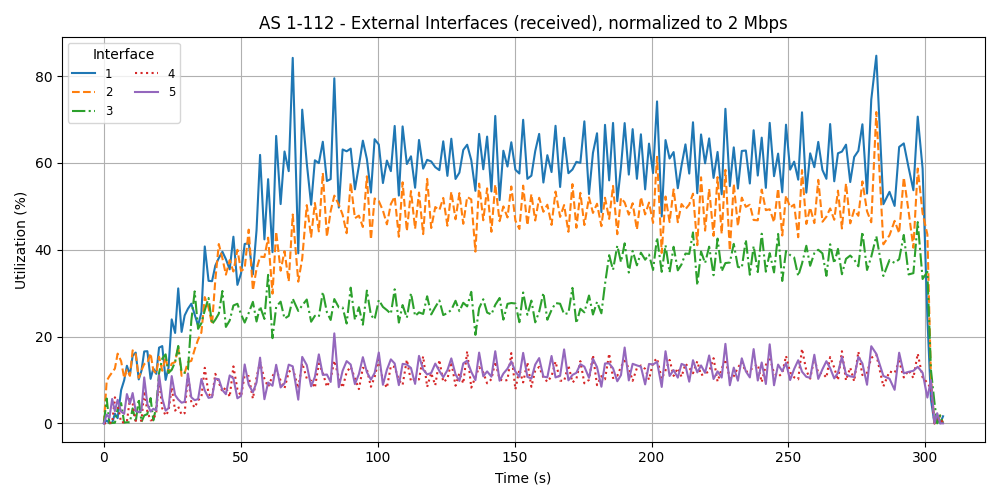 AS 1-112 - External Interfaces (received), normalized to 2 Mbps
Interface
1
2
3
4
5
Utilization (%)
80
60
40
20
0
0 50 100 150 200 250 300
Time (s)